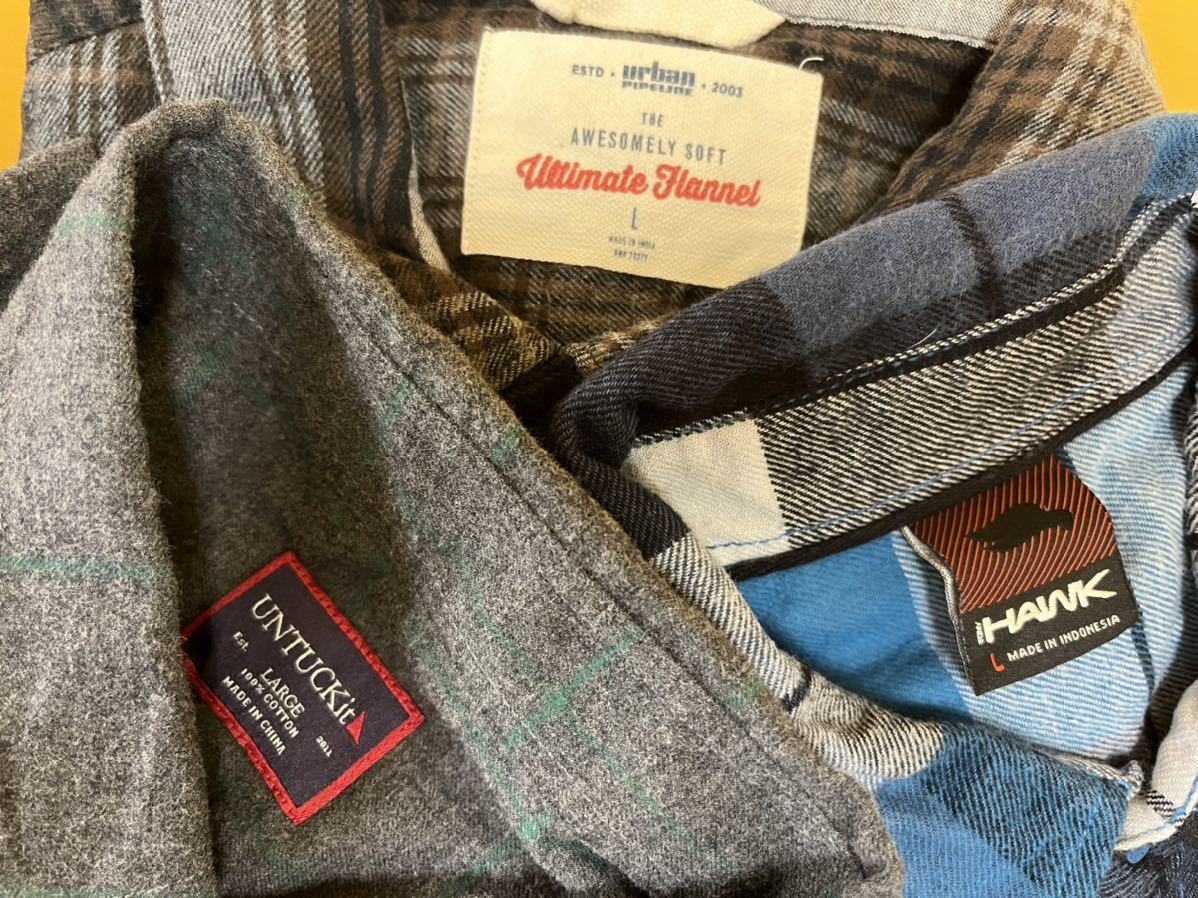 ESTD • urban • 2003
PIPELINE
THE
AWESOMELY SOFT
Ultimate Flannel
L
MADE IN INDIA
UNTUCKit
Est. 2011
LARGE
100% COTTON
MADE IN CHINA
TONY HAWK
L MADE IN INDONESIA